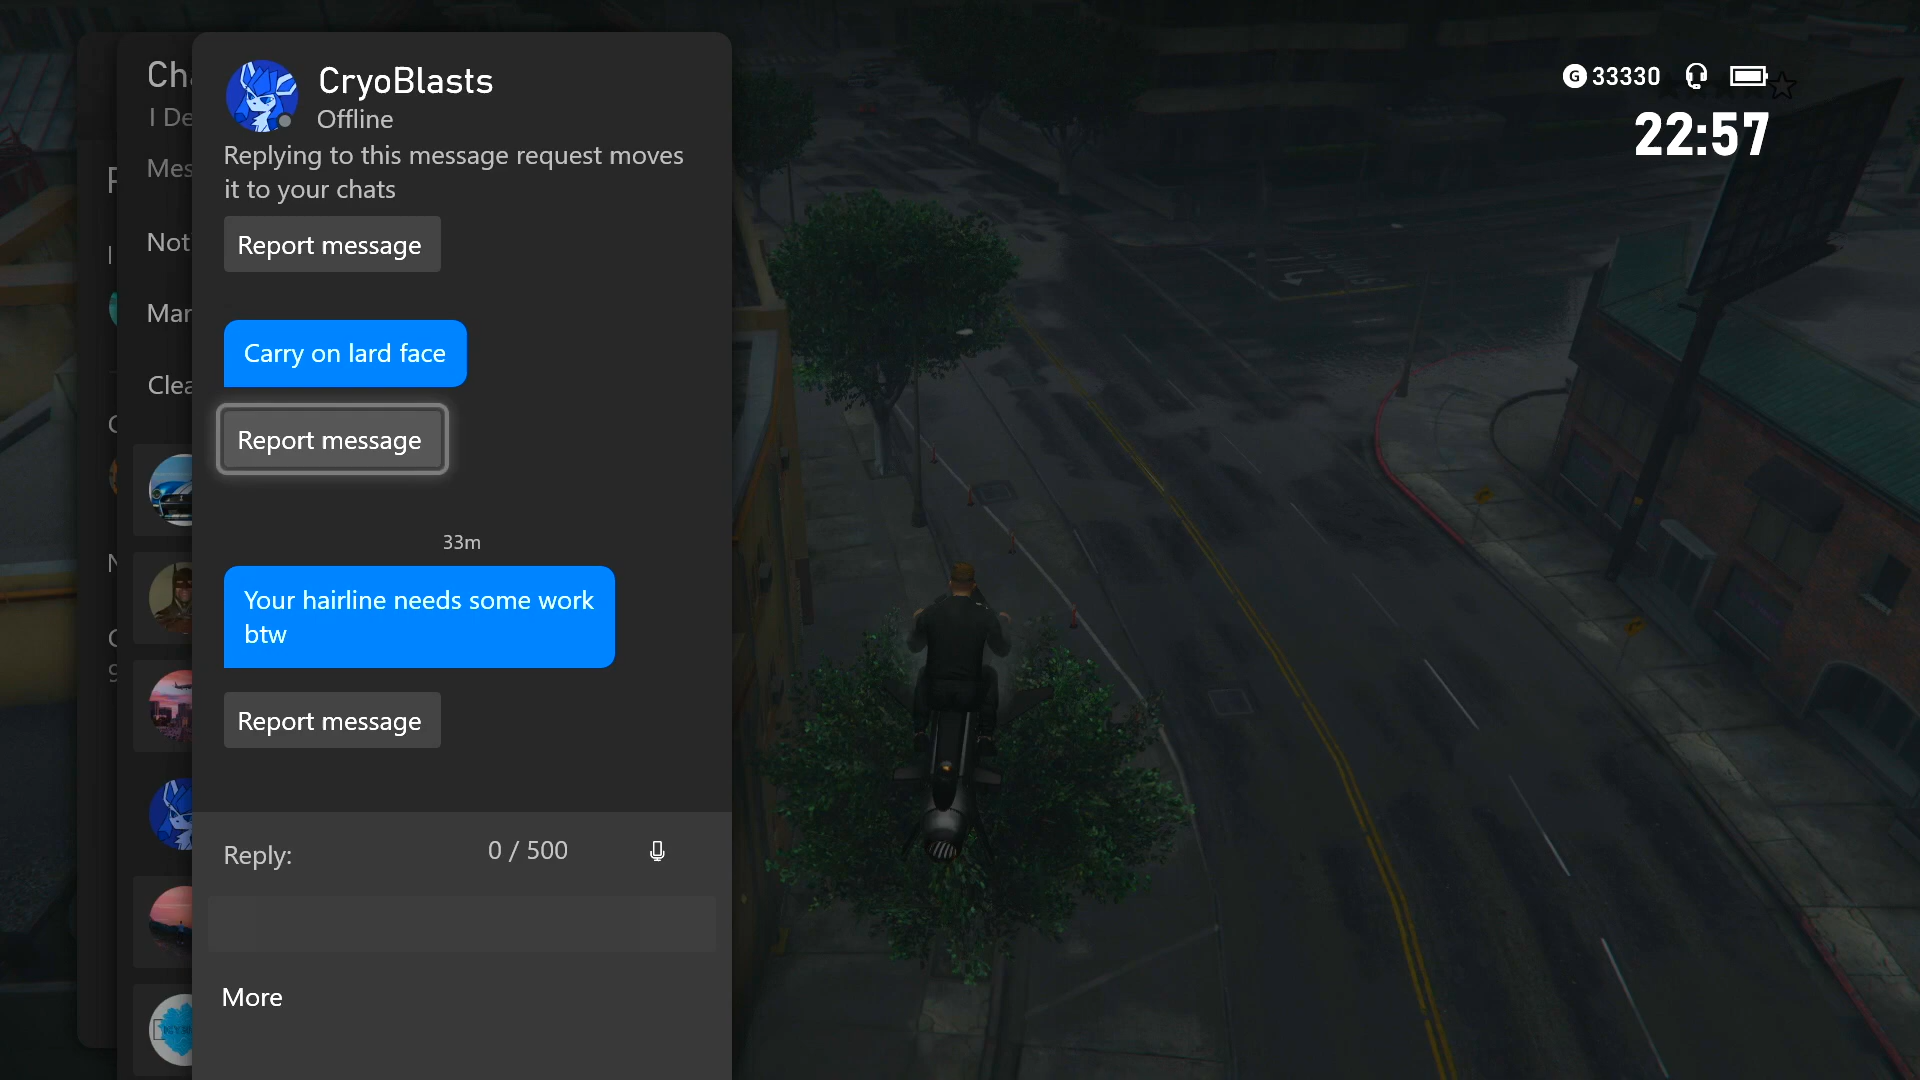 CryoBlasts
Offline
Replying to this message request moves
it to your chats
Report message
Carry on lard face
Report message
33m
Your hairline needs some work
btw
Report message
Reply:
0 / 500
More
Cha
I De
Mes
Not
Mar
Clea
G 33330
22:57